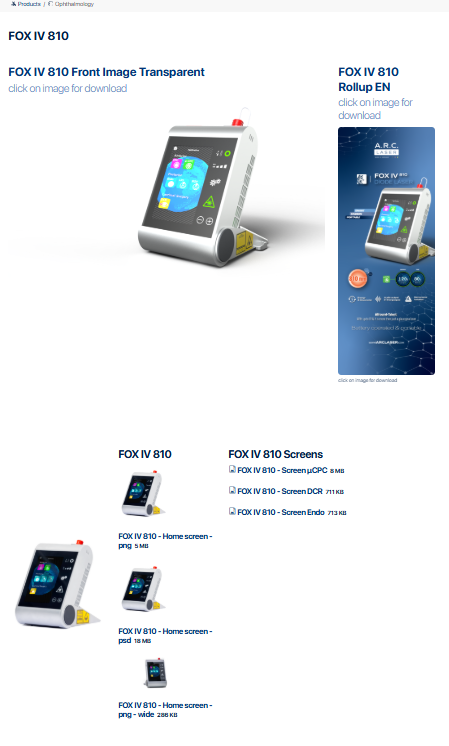 Products / Ophthalmology
FOX IV 810
FOX IV 810 Front Image Transparent
click on image for download
FOX IV 810
Rollup EN
click on image for
download
A.R.C.
LASER
FOX IV 810
click on image for download
FOX IV 810
FOX IV 810 - Home screen -
png 5 MB
FOX IV 810 - Home screen -
psd 18 MB
FOX IV 810 - Home screen -
png - wide 286 KB
FOX IV 810 Screens
FOX IV 810 - Screen µCPC 8 MB
FOX IV 810 - Screen DCR 711 KB
FOX IV 810 - Screen Endo 713 KB